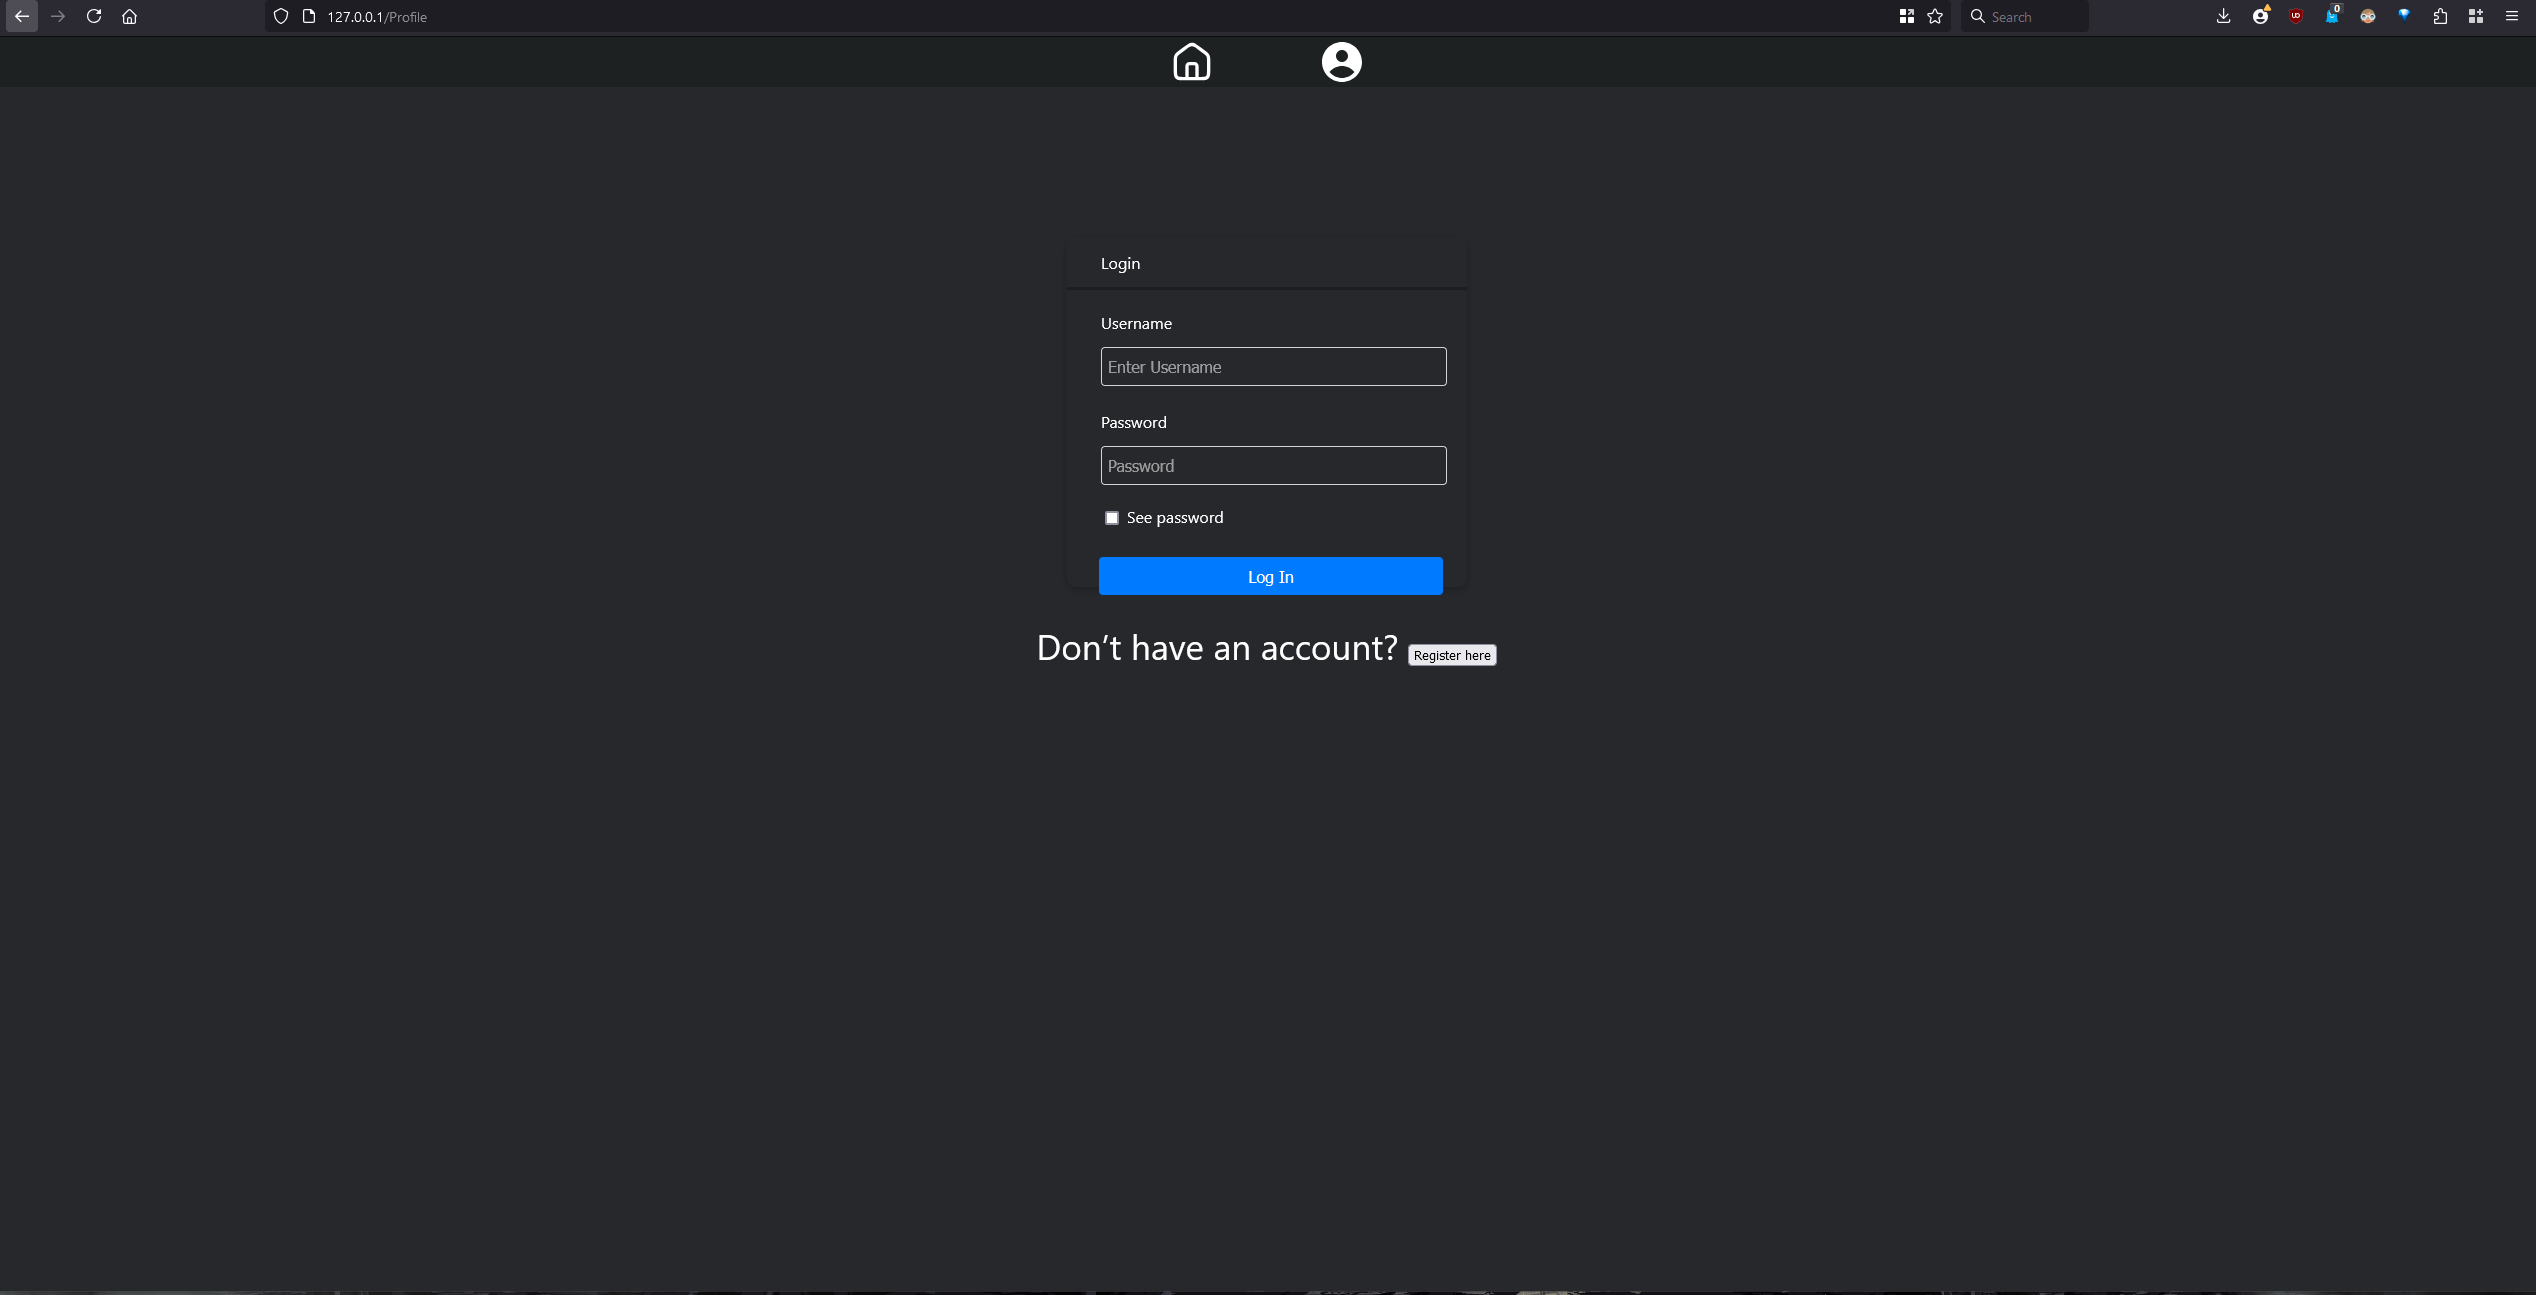 127.0.0.1/Profile
Search
0
Login
Username
Enter Username
Password
Password
See password
Log In
Don't have an account? Register here